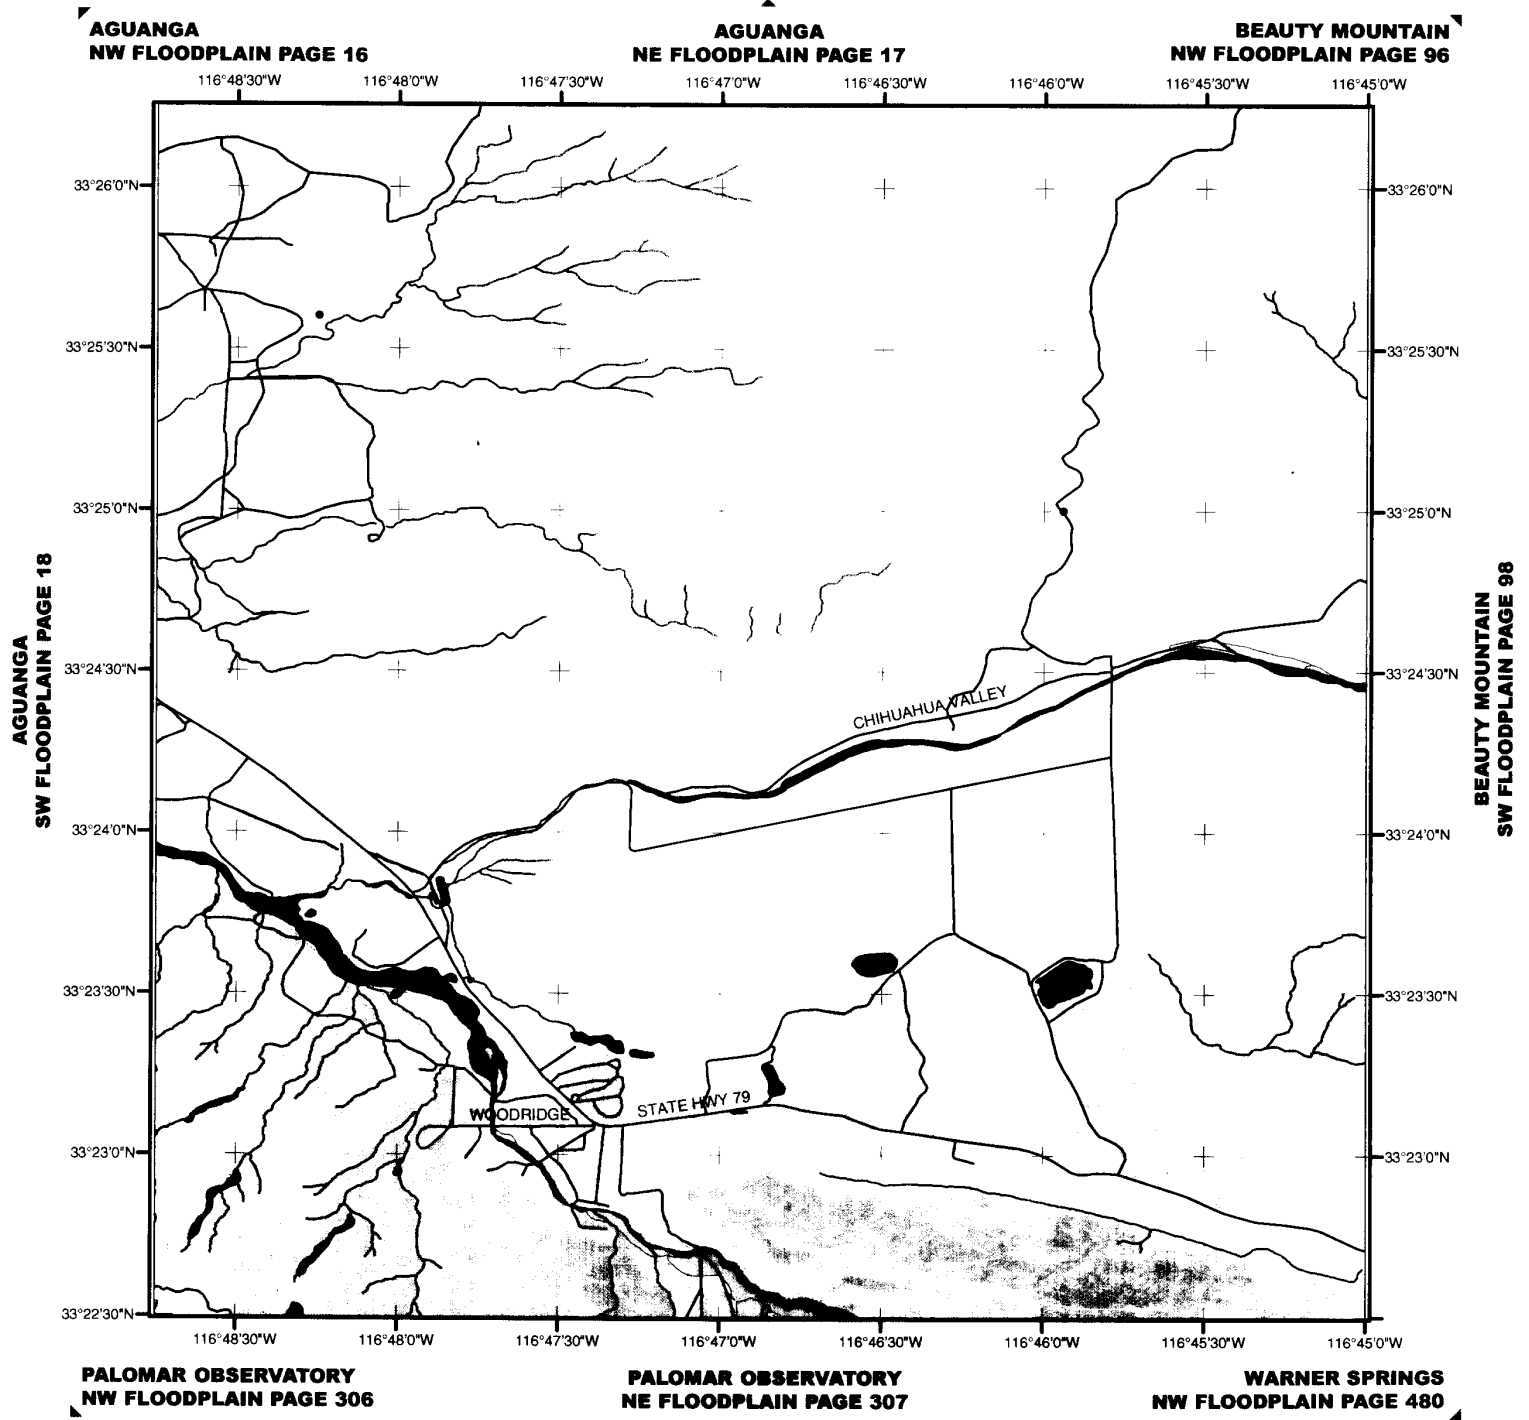 AGUANGA
NW FLOODPLAIN PAGE 16
AGUANGA
NE FLOODPLAIN PAGE 17
BEAUTY MOUNTAIN
NW FLOODPLAIN PAGE 96
116°48'30"W
116°48'0"W
116°47'30"W
116°47'0"W
116°46'30"W
116°46'0"W
116°45'30"W
116°45'0"W
33°26'0"N
33°26'0"N
33°25'30"N
33°25'30"N
33°25'0"N
33°25'0"N
AGUANGA
SW FLOODPLAIN PAGE 18
BEAUTY MOUNTAIN
SW FLOODPLAIN PAGE 98
33°24'30"N
33°24'30"N
CHIHUAHUA VALLEY
33°24'0"N
33°24'0"N
33°23'30"N
33°23'30"N
WOODRIDGE
STATE HWY 79
33°23'0"N
33°23'0"N
33°22'30"N
116°48'30"W
116°48'0"W
116°47'30"W
116°47'0"W
116°46'30"W
116°46'0"W
116°45'30"W
116°45'0"W
PALOMAR OBSERVATORY
NW FLOODPLAIN PAGE 306
PALOMAR OBSERVATORY
NE FLOODPLAIN PAGE 307
WARNER SPRINGS
NW FLOODPLAIN PAGE 480